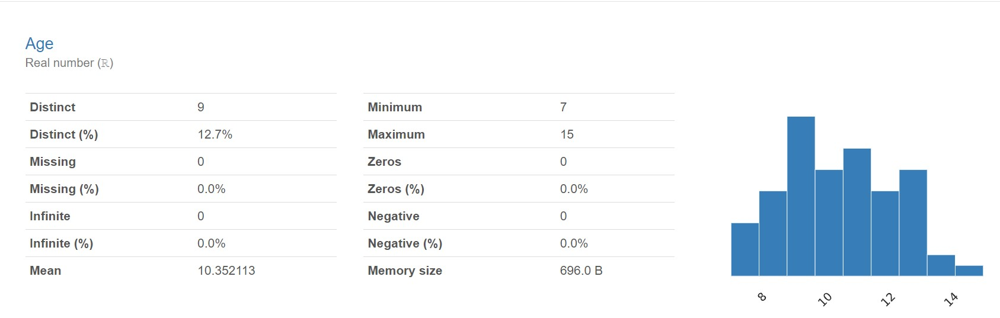 Age
Real number (ℝ)
Distinct 9
Distinct (%) 12.7%
Missing 0
Missing (%) 0.0%
Infinite 0
Infinite (%) 0.0%
Mean 10.352113
Minimum 7
Maximum 15
Zeros 0
Zeros (%) 0.0%
Negative 0
Negative (%) 0.0%
Memory size 696.0 B
8 10 12 14